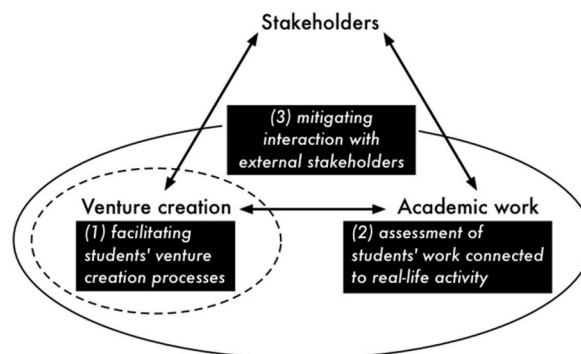 Stakeholders
(3) mitigating
interaction with
external stakeholders
Venture creation
(1) facilitating
students' venture
creation processes
Academic work
(2) assessment of
students' work connected
to real-life activity